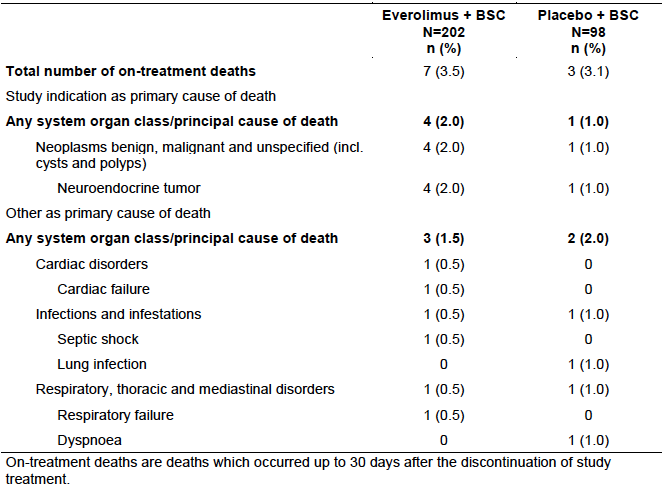 Everolimus + BSC Placebo + BSC
N=202 N=98
n (%) n (%)
Total number of on-treatment deaths 7 (3.5) 3 (3.1)
Study indication as primary cause of death
Any system organ class/principal cause of death 4 (2.0) 1 (1.0)
Neoplasms benign, malignant and unspecified (incl. 4 (2.0) 1 (1.0)
cysts and polyps)
Neuroendocrine tumor 4 (2.0) 1 (1.0)
Other as primary cause of death
Any system organ class/principal cause of death 3 (1.5) 2 (2.0)
Cardiac disorders 1 (0.5) 0
Cardiac failure 1 (0.5) 0
Infections and infestations 1 (0.5) 1 (1.0)
Septic shock 1 (0.5) 0
Lung infection 0 1 (1.0)
Respiratory, thoracic and mediastinal disorders 1 (0.5) 1 (1.0)
Respiratory failure 1 (0.5) 0
Dyspnoea 0 1 (1.0)
On-treatment deaths are deaths which occurred up to 30 days after the discontinuation of study
treatment.